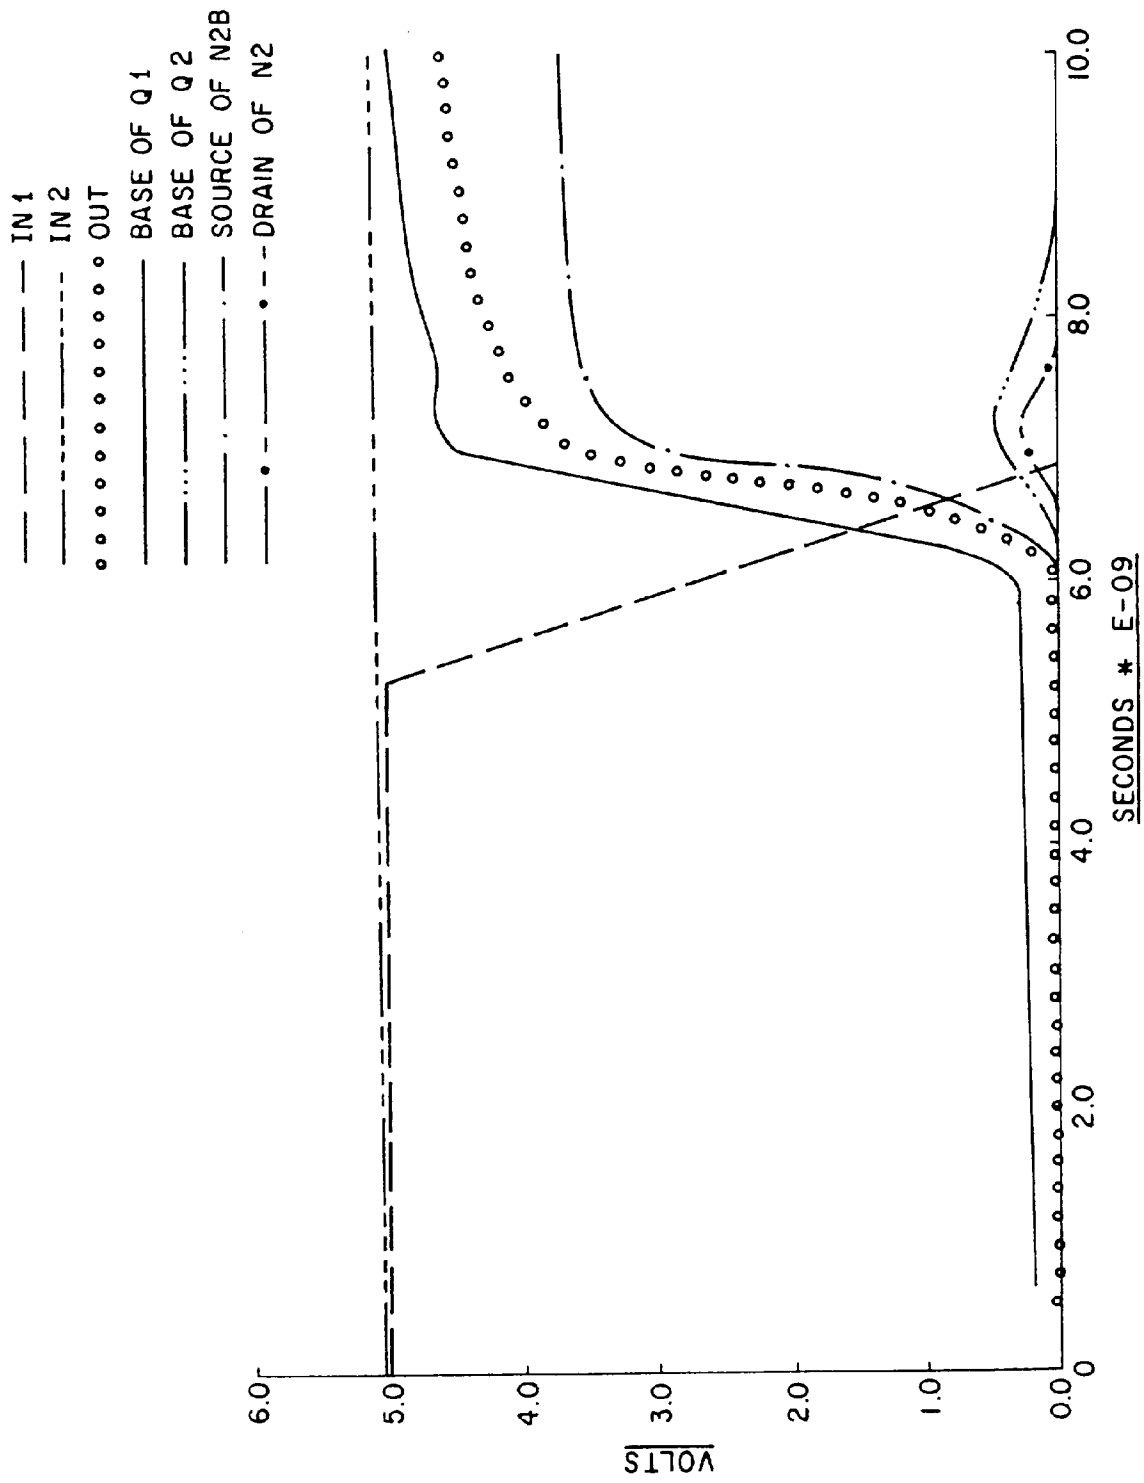 IN 1
IN 2
OUT
BASE OF Q1
BASE OF Q2
SOURCE OF N2B
DRAIN OF N2
6.0
5.0
4.0
3.0
2.0
1.0
0.0
VOLTS
0
2.0
4.0
6.0
8.0
10.0
SECONDS * E-09